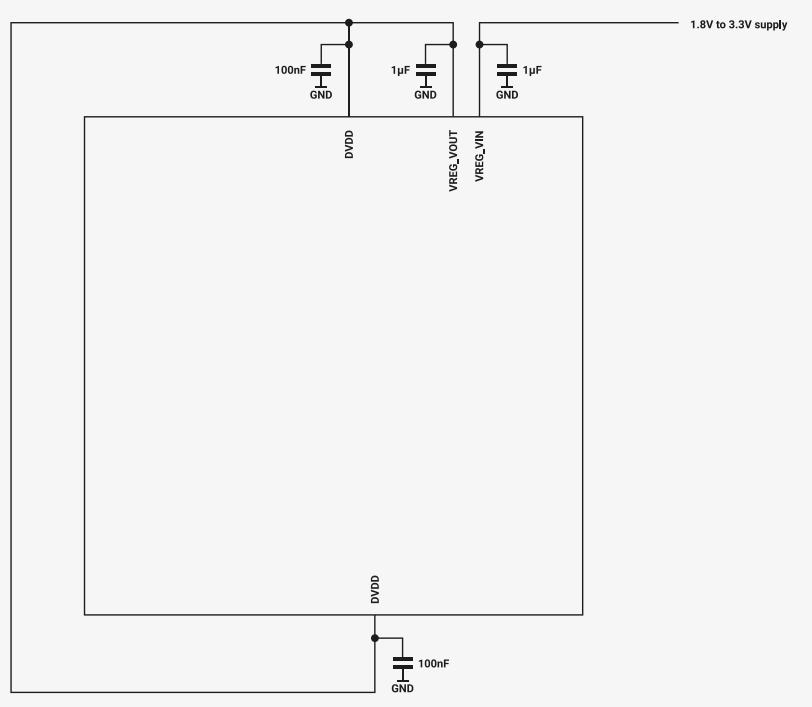 1.8V to 3.3V supply
100nF
GND
1μF
GND
1μF
GND
DVDD
VREG_VOUT
VREG_VIN
DVDD
100nF
GND